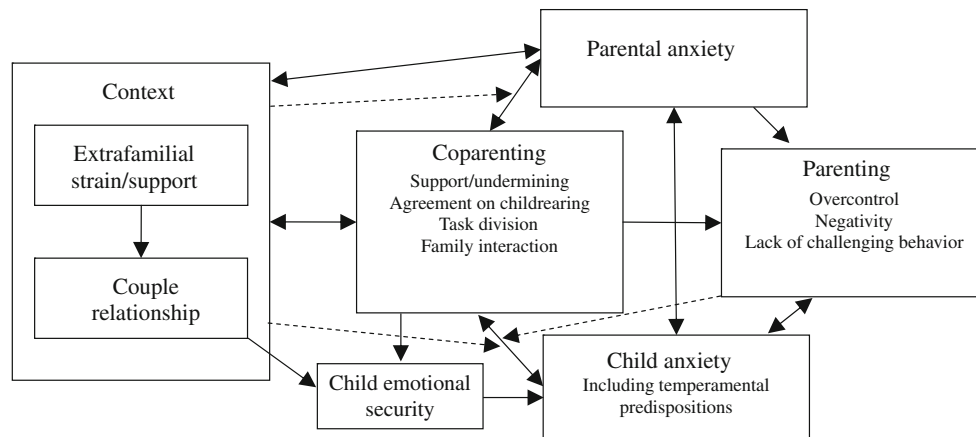 Parental anxiety
Context
Extrafamilial
strain/support
Couple
relationship
Coparenting
Support/undermining
Agreement on childrearing
Task division
Family interaction
Parenting
Overcontrol
Negativity
Lack of challenging behavior
Child emotional
security
Child anxiety
Including temperamental
predispositions